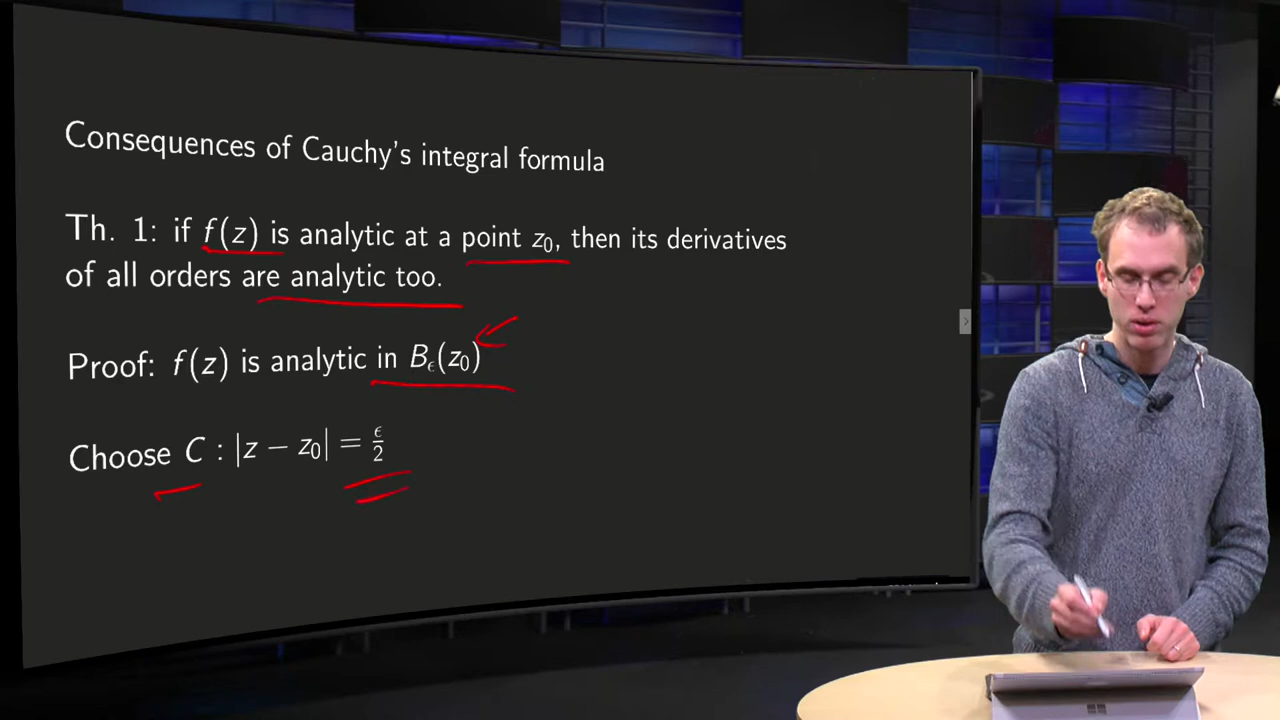 Consequences of Cauchy's integral formula
Th. 1: if f(z) is analytic at a point z₀, then its derivatives
of all orders are analytic too.
Proof: f(z) is analytic in B_ϵ(z₀)
Choose C : |z − z₀| = ϵ/2